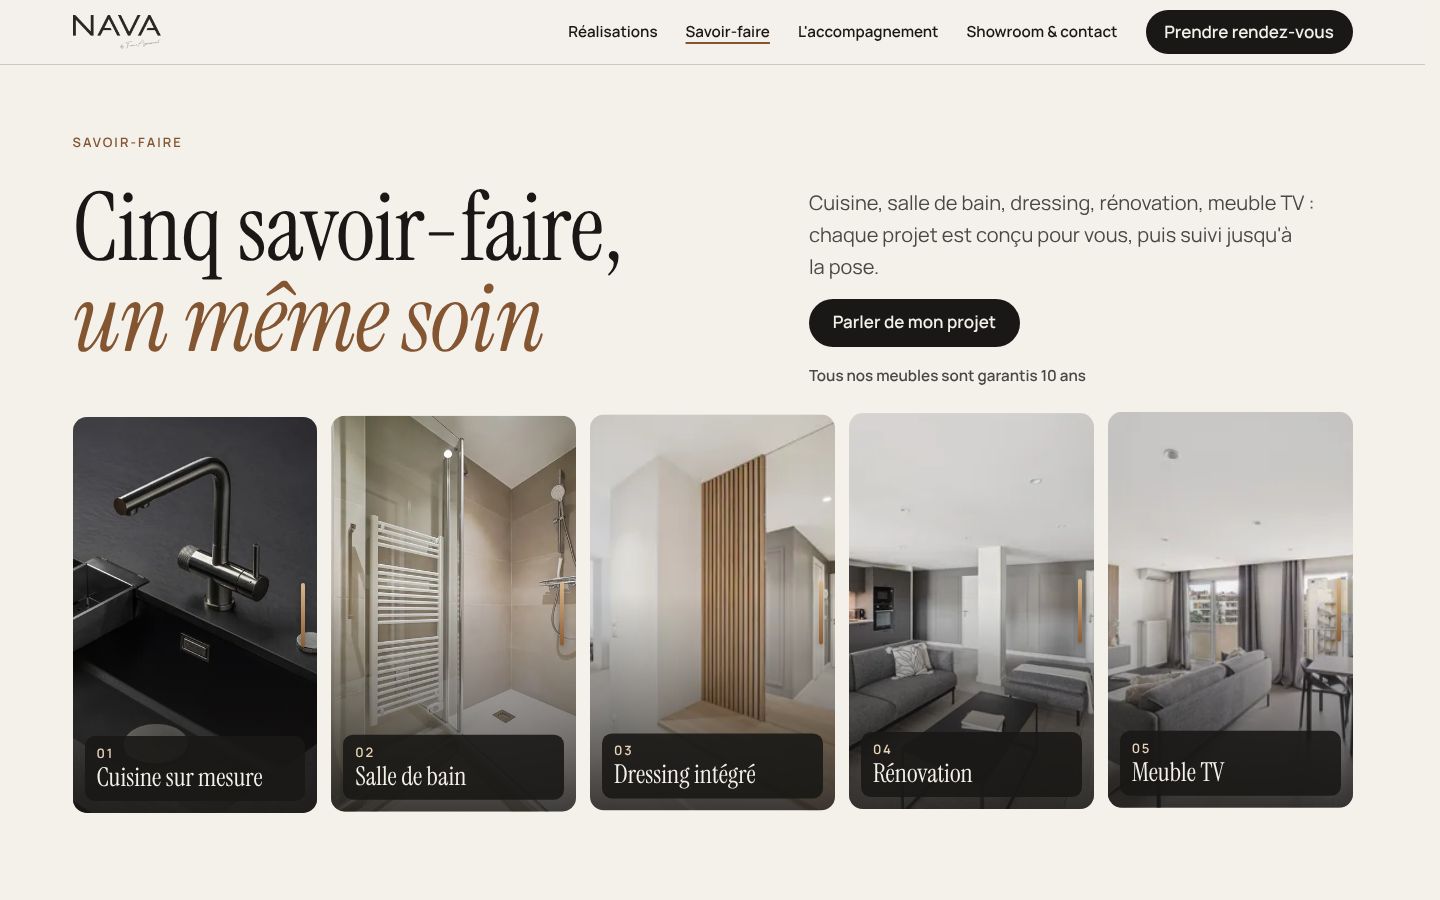 NAVA
Réalisations
Savoir-faire
L'accompagnement
Showroom & contact
Prendre rendez-vous
SAVOIR-FAIRE
Cinq savoir-faire,
un même soin
Cuisine, salle de bain, dressing, rénovation, meuble TV :
chaque projet est conçu pour vous, puis suivi jusqu'à
la pose.
Parler de mon projet
Tous nos meubles sont garantis 10 ans
01
Cuisine sur mesure
02
Salle de bain
03
Dressing intégré
04
Rénovation
05
Meuble TV